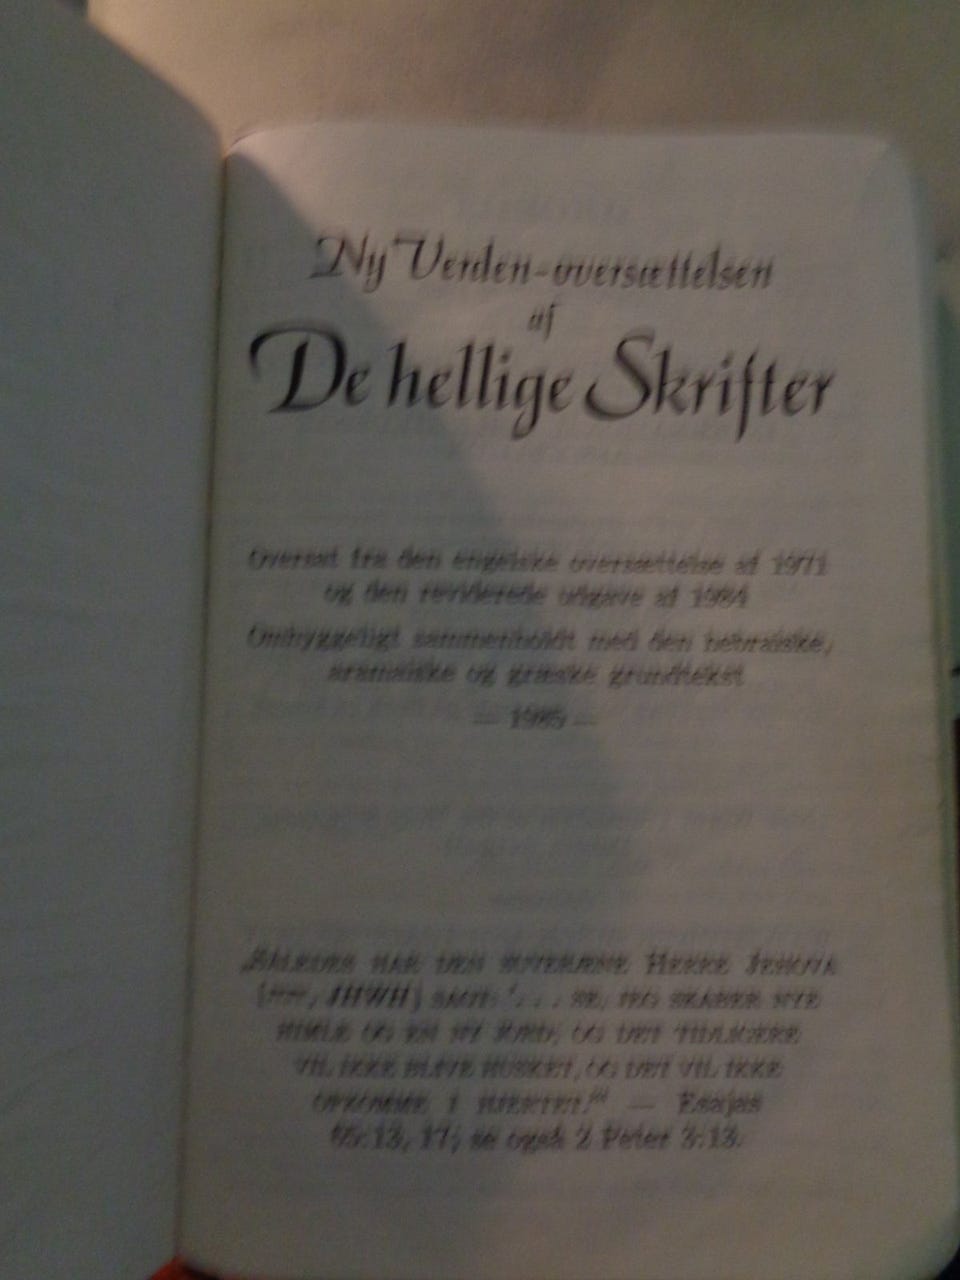 Ny Verden-oversættelsen
af
De hellige Skrifter
Oversat fra den engelske oversættelse af 1971
og den reviderede udgave af 1984
Omhyggeligt sammenholdt med den hebraiske,
aramaiske og græske grundtekst
— 1985 —
„SÅLEDES HAR DEN SUVERÆNE HERRE JEHOVA
JHWH] SAGT: ‘. . . SE, JEG SKABER NYE
HIMLE OG EN NY JORD; OG DET TIDLIGERE
VIL IKKE BLIVE HUSKET, OG DET VIL IKKE
OPKOMME I HJERTET.’“ — Esajas
65:13, 17; se også 2 Peter 3:13.